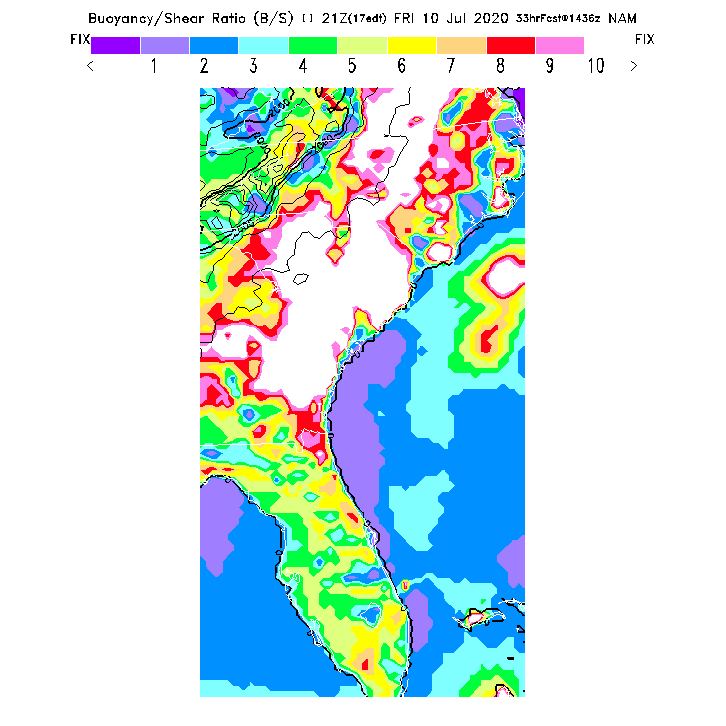 Buoyancy/Shear Ratio (B/S) [] 21Z(17edt) FRI 10 Jul 2020 33hrFcst@1436z NAM
FIX FIX
< 1 2 3 4 5 6 7 8 9 10 >